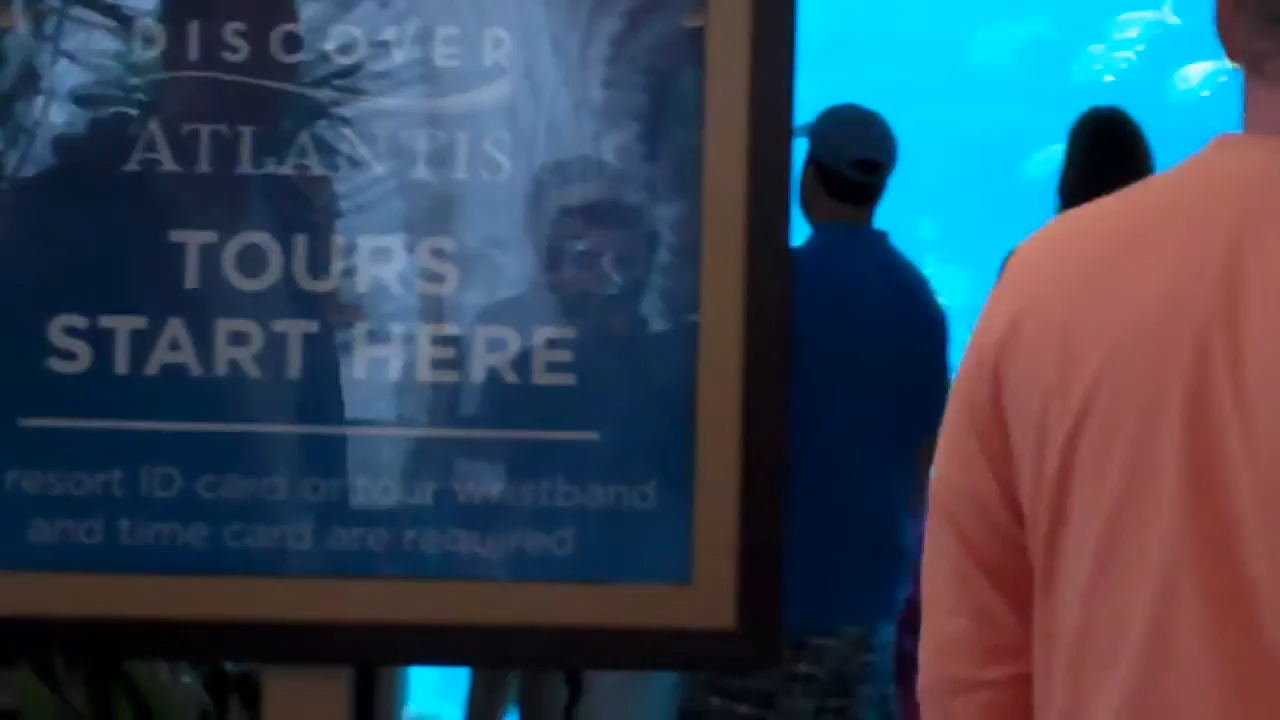 DISCOVER
ATLANTIS
TOURS
START HERE
resort ID card or tour wristband
and time card are required